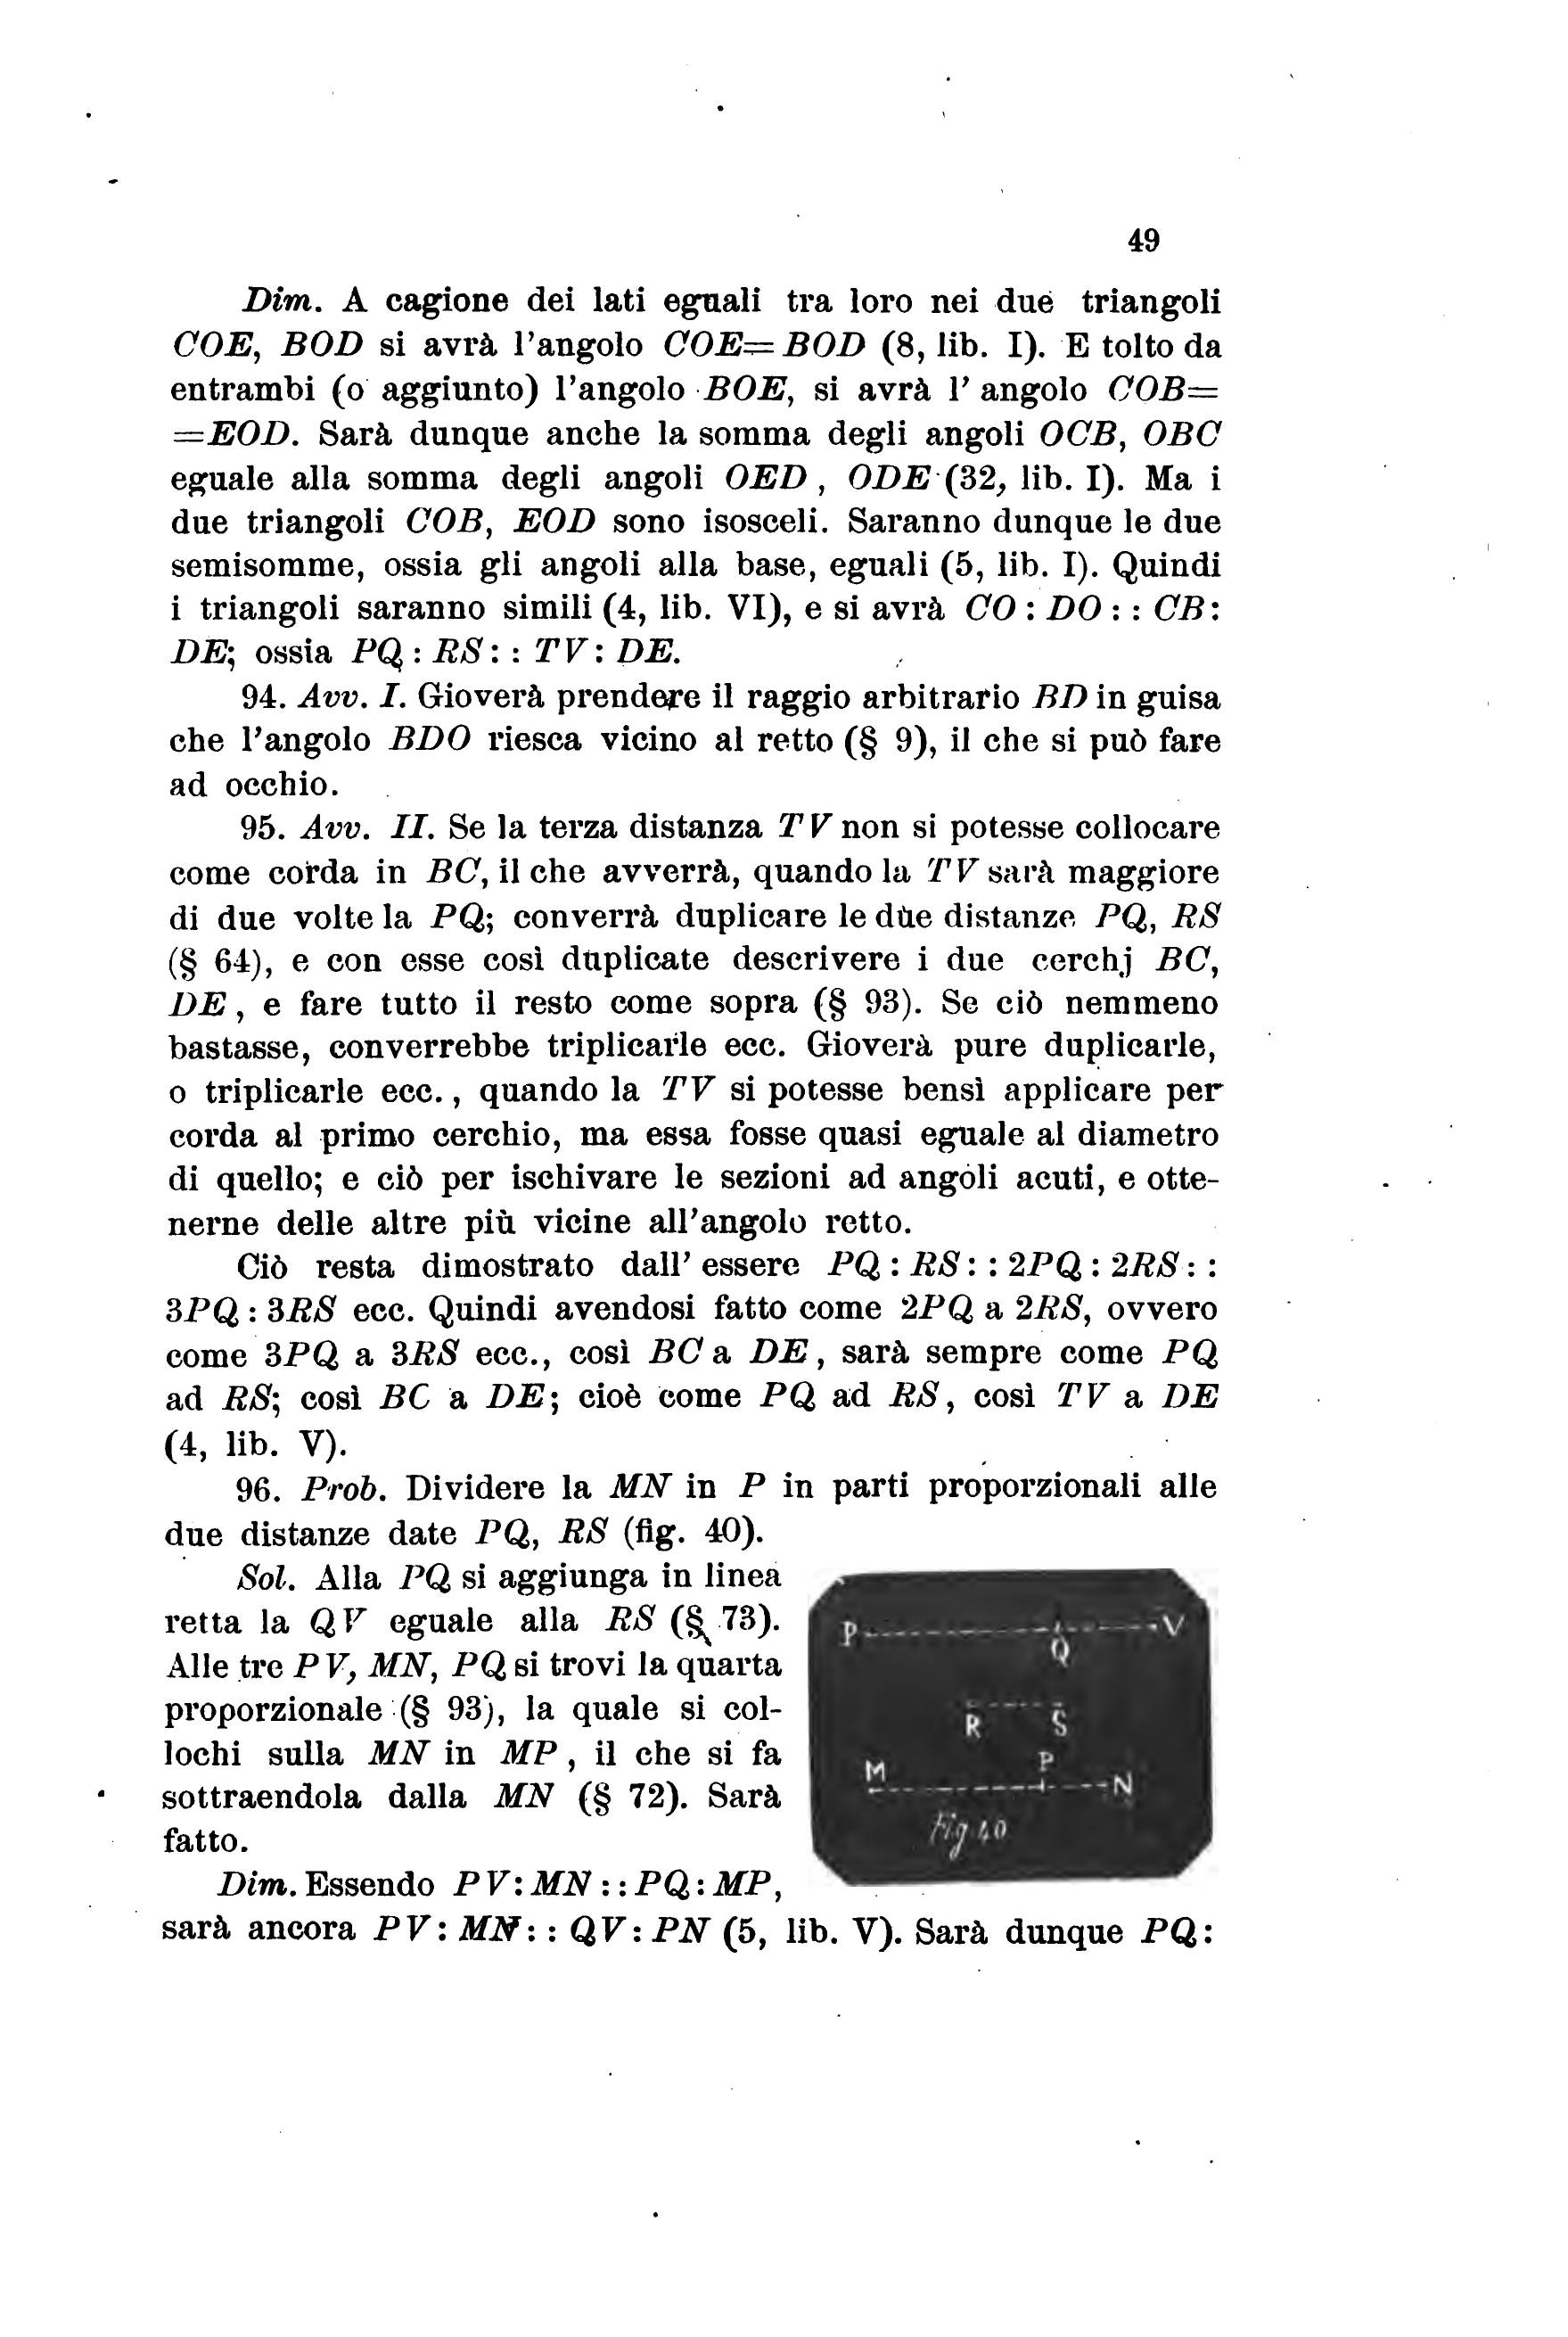 49
Dim. A cagione dei lati eguali tra loro nei due triangoli
COE, BOD si avrà l'angolo COE=BOD (8, lib. I). E tolto da
entrambi (o aggiunto) l'angolo BOE, si avrà l' angolo COB=
=EOD. Sarà dunque anche la somma degli angoli OCB, OBC
eguale alla somma degli angoli OED, ODE (32, lib. I). Ma i
due triangoli COB, EOD sono isosceli. Saranno dunque le due
semisomme, ossia gli angoli alla base, eguali (5, lib. I). Quindi
i triangoli saranno simili (4, lib. VI), e si avrà CO : DO : : CB :
DE; ossia PQ : RS : : TV : DE.
94. Avv. I. Gioverà prendere il raggio arbitrario BD in guisa
che l'angolo BDO riesca vicino al retto (§ 9), il che si può fare
ad occhio.
95. Avv. II. Se la terza distanza TV non si potesse collocare
come corda in BC, il che avverrà, quando la TV sarà maggiore
di due volte la PQ; converrà duplicare le due distanze PQ, RS
(§ 64), e con esse così duplicate descrivere i due cerchj BC,
DE, e fare tutto il resto come sopra (§ 93). Se ciò nemmeno
bastasse, converrebbe triplicarle ecc. Gioverà pure duplicarle,
o triplicarle ecc., quando la TV si potesse bensì applicare per
corda al primo cerchio, ma essa fosse quasi eguale al diametro
di quello; e ciò per ischivare le sezioni ad angoli acuti, e otte-
nerne delle altre più vicine all'angolo retto.
Ciò resta dimostrato dall' essere PQ : RS : : 2PQ : 2RS : :
3PQ : 3RS ecc. Quindi avendosi fatto come 2PQ a 2RS, ovvero
come 3PQ a 3RS ecc., così BC a DE, sarà sempre come PQ
ad RS; così BC a DE; cioè come PQ ad RS, così TV a DE
(4, lib. V).
96. Prob. Dividere la MN in P in parti proporzionali alle
due distanze date PQ, RS (fig. 40).
Sol. Alla PQ si aggiunga in linea
retta la QV eguale alla RS (§ 73).
Alle tre PV, MN, PQ si trovi la quarta
proporzionale (§ 93), la quale si col-
lochi sulla MN in MP, il che si fa
sottraendola dalla MN (§ 72). Sarà
fatto.
P Q V
R S
M P N
Fig 40
Dim. Essendo PV : MN : : PQ : MP,
sarà ancora PV : MN : : QV : PN (5, lib. V). Sarà dunque PQ :